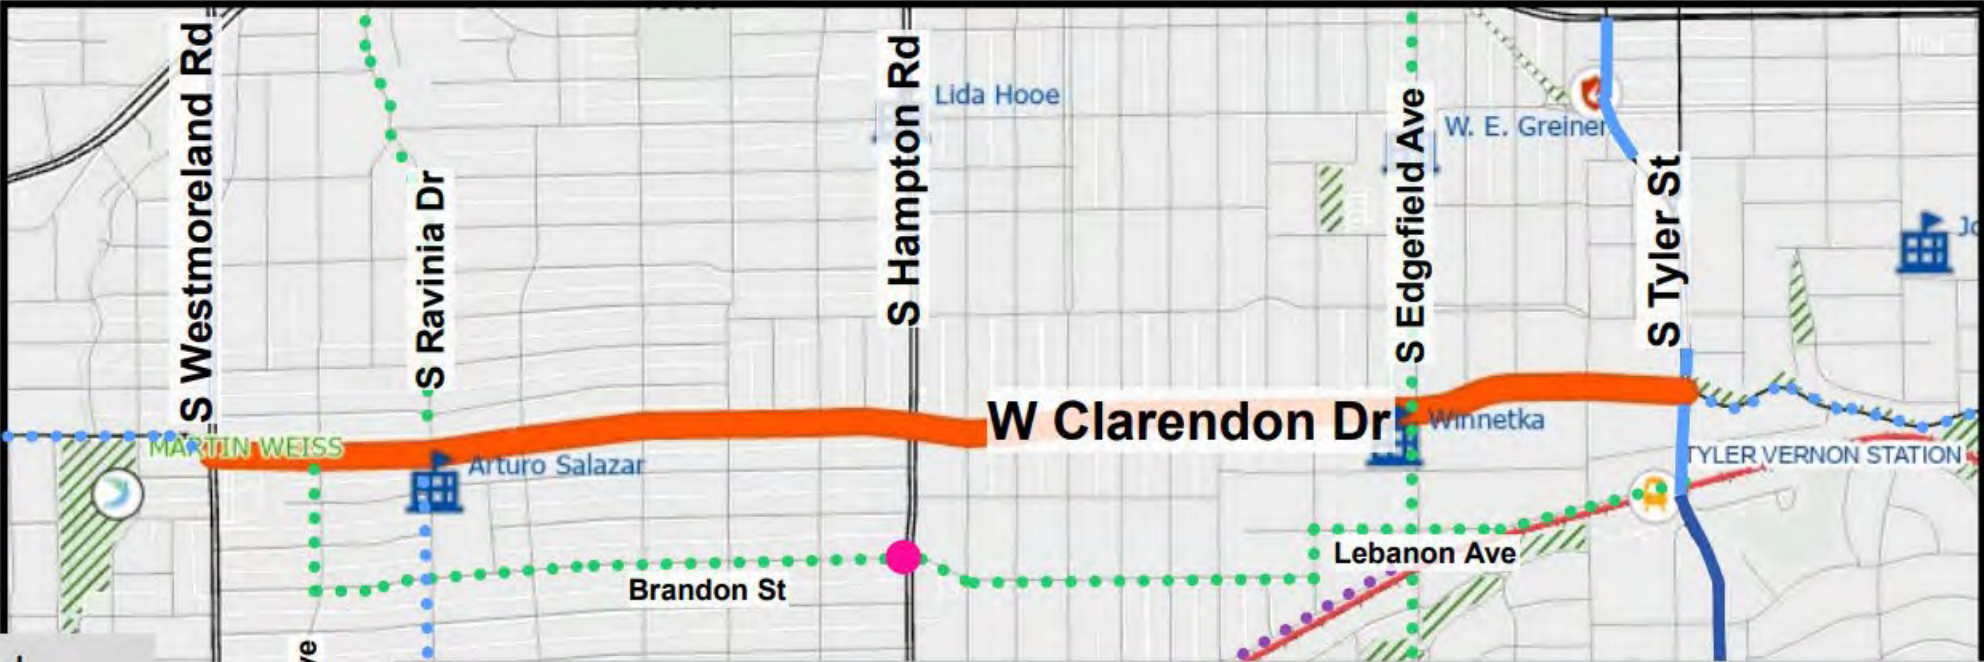 S Westmoreland Rd
S Ravinia Dr
S Hampton Rd
Lida Hooe
S Edgefield Ave
W. E. Greiner
S Tyler St
W Clarendon Dr
Winnetka
MARTIN WEISS
Arturo Salazar
TYLER VERNON STATION
Lebanon Ave
Brandon St